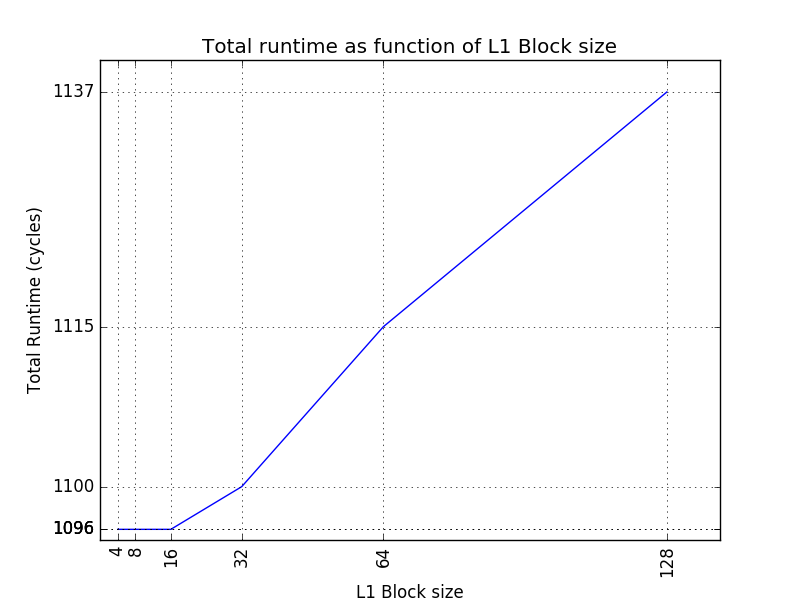 Total runtime as function of L1 Block size
Total Runtime (cycles)
1137
1115
1100
1096
4 8 16 32 64 128
L1 Block size